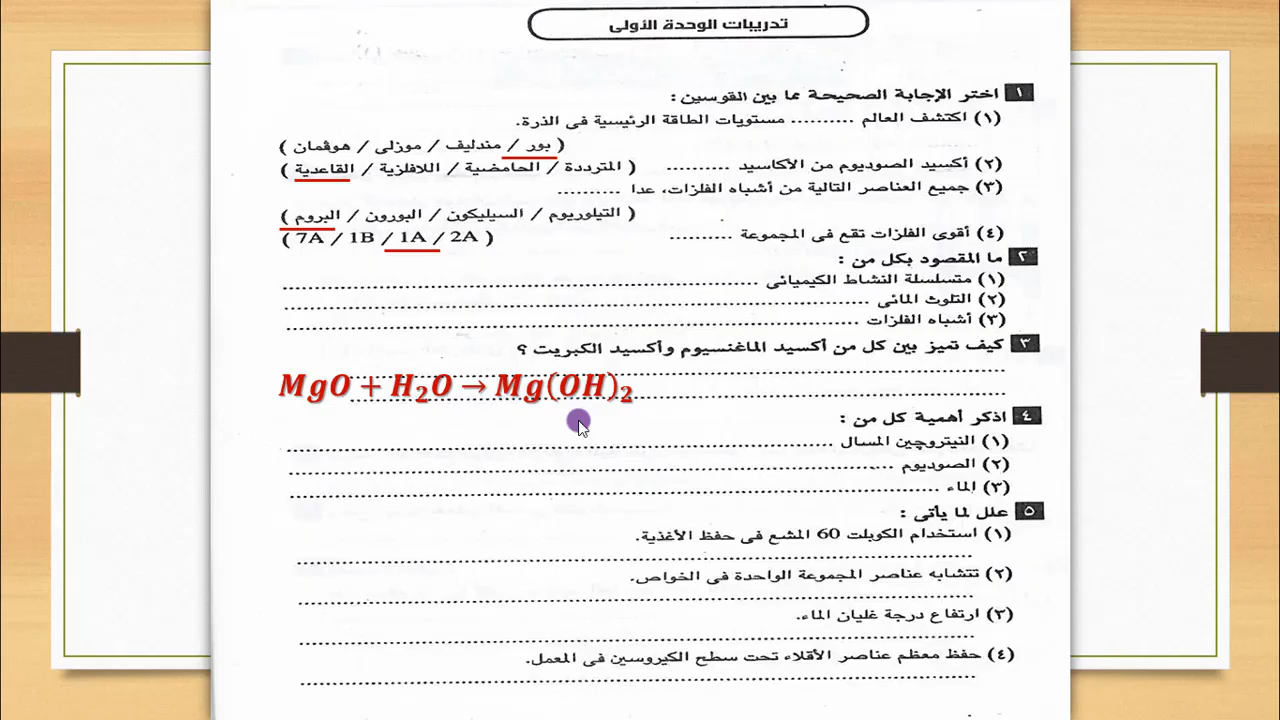 تدريبات الوحدة الأولى
١ اختر الإجابة الصحيحة مما بين القوسين :
(١) اكتشف العالم .......... مستويات الطاقة الرئيسية فى الذرة.
( بور / مندليف / موزلى / هوڤمان )
(٢) أكسيد الصوديوم من الأكاسيد .......... ( المترددة / الحامضية / اللافلزية / القاعدية )
(٣) جميع العناصر التالية من أشباه الفلزات، عدا ..........
( التيلوريوم / السيليكون / البورون / البروم )
(٤) أقوى الفلزات تقع فى المجموعة .......... ( 7A / 1B / 1A / 2A )
٢ ما المقصود بكل من :
(١) متسلسلة النشاط الكيميائى ..........
(٢) التلوث المائى ..........
(٣) أشباه الفلزات ..........
٣ كيف تميز بين كل من أكسيد الماغنسيوم وأكسيد الكبريت ؟
MgO + H₂O → Mg(OH)₂
٤ اذكر أهمية كل من :
(١) النيتروچين المسال ..........
(٢) الصوديوم ..........
(٣) الماء ..........
٥ علل لما يأتى :
(١) استخدام الكوبلت 60 المشع فى حفظ الأغذية.
(٢) تتشابه عناصر المجموعة الواحدة فى الخواص.
(٣) ارتفاع درجة غليان الماء.
(٤) حفظ معظم عناصر الأقلاء تحت سطح الكيروسين فى المعمل.